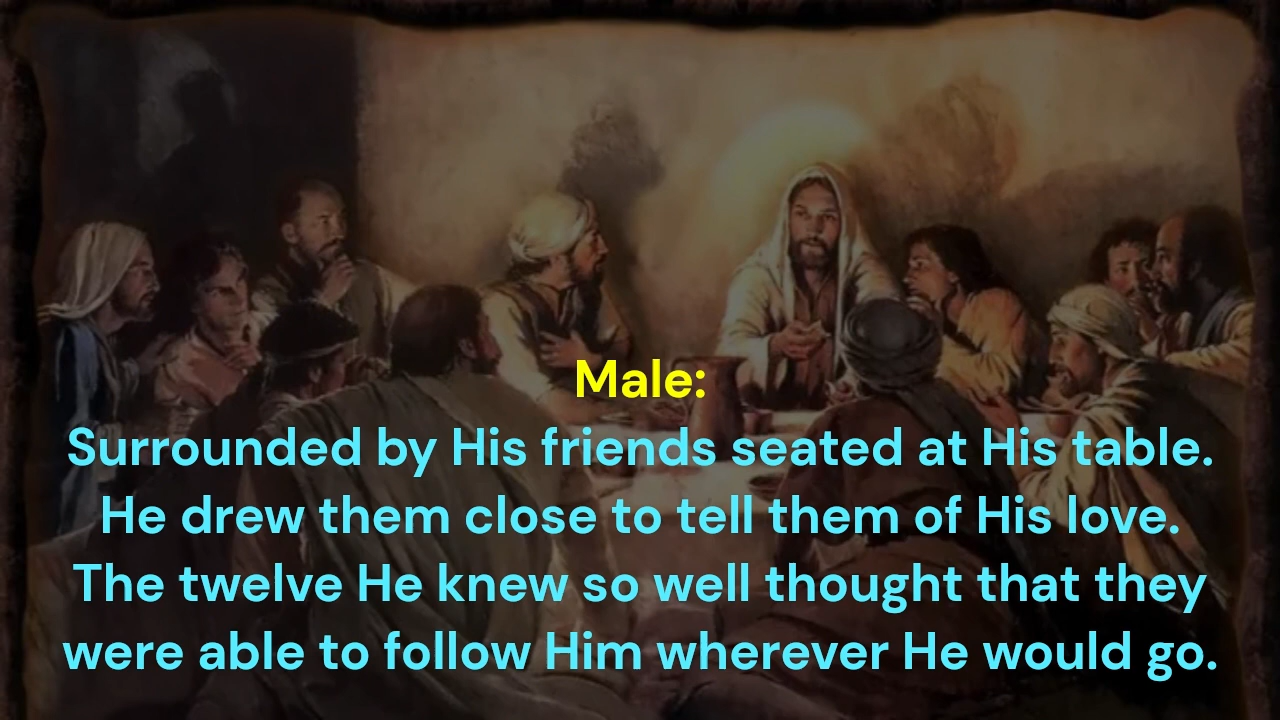 Male:
Surrounded by His friends seated at His table.
He drew them close to tell them of His love.
The twelve He knew so well thought that they
were able to follow Him wherever He would go.